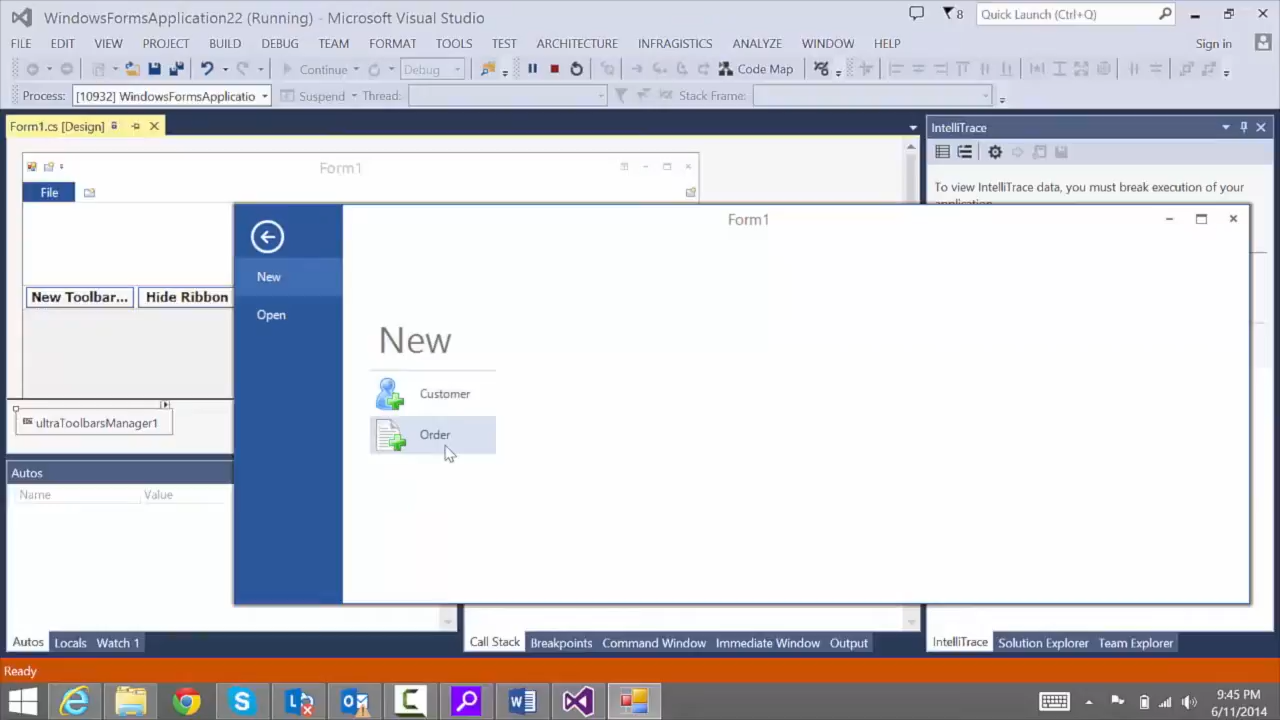 WindowsFormsApplication22 (Running) - Microsoft Visual Studio
8
Quick Launch (Ctrl+Q)
FILE EDIT VIEW PROJECT BUILD DEBUG TEAM FORMAT TOOLS TEST ARCHITECTURE INFRAGISTICS ANALYZE WINDOW HELP Sign in
Continue Debug Code Map
Process: [10932] WindowsFormsApplicatio Suspend Thread: Stack Frame:
Form1.cs [Design]
IntelliTrace
Form1
To view IntelliTrace data, you must break execution of your
File
Form1
New
New Toolbar... Hide Ribbon
Open
New
Customer
Order
ultraToolbarsManager1
Autos
Name Value
Autos Locals Watch 1 Call Stack Breakpoints Command Window Immediate Window Output IntelliTrace Solution Explorer Team Explorer
Ready
9:45 PM
6/11/2014